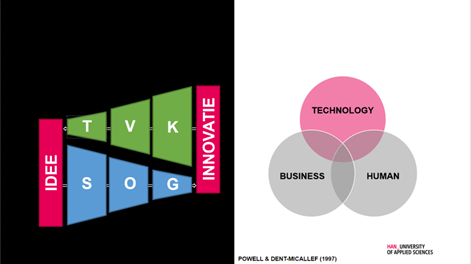 IDEE
T V K
S O G
INNOVATIE
TECHNOLOGY
BUSINESS
HUMAN
HAN_UNIVERSITY
OF APPLIED SCIENCES
POWELL & DENT-MICALLEF (1997)